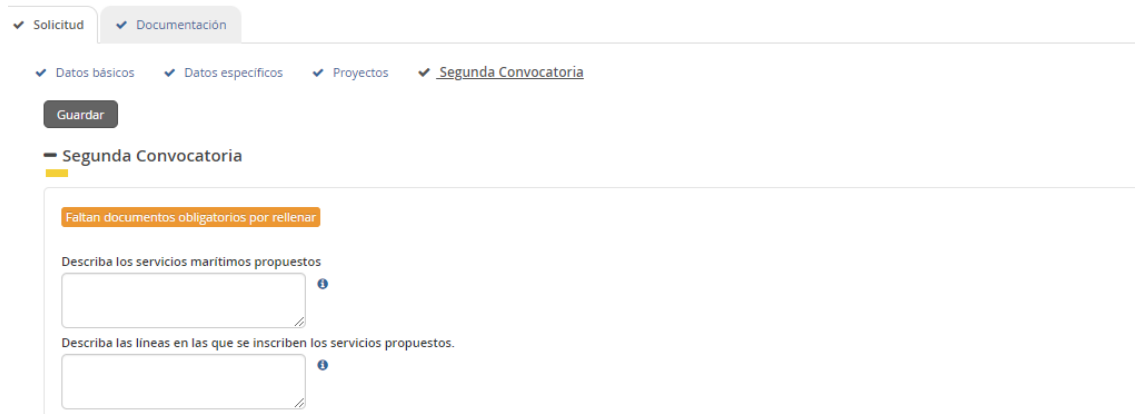 Solicitud Documentación
Datos básicos Datos específicos Proyectos Segunda Convocatoria
Guardar
Segunda Convocatoria
Faltan documentos obligatorios por rellenar
Describa los servicios marítimos propuestos
Describa las líneas en las que se inscriben los servicios propuestos.